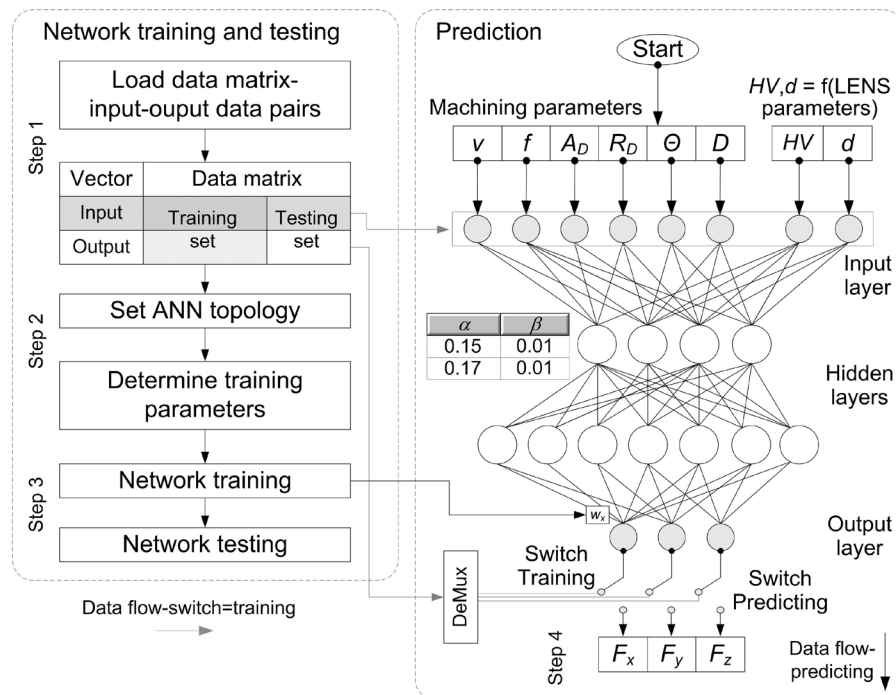 Network training and testing
Step 1
Load data matrix-
input-ouput data pairs
Vector Data matrix
Input Training Testing
Output set set
Step 2
Set ANN topology
Determine training
parameters
Step 3
Network training
Network testing
Data flow-switch=training
Prediction
Start
Machining parameters
HV,d = f(LENS
parameters)
v f A_D R_D Θ D HV d
Input
layer
α β
0.15 0.01
0.17 0.01
Hidden
layers
w_x
Output
layer
Switch
Training
Switch
Predicting
DeMux
Step 4
F_x F_y F_z
Data flow-
predicting